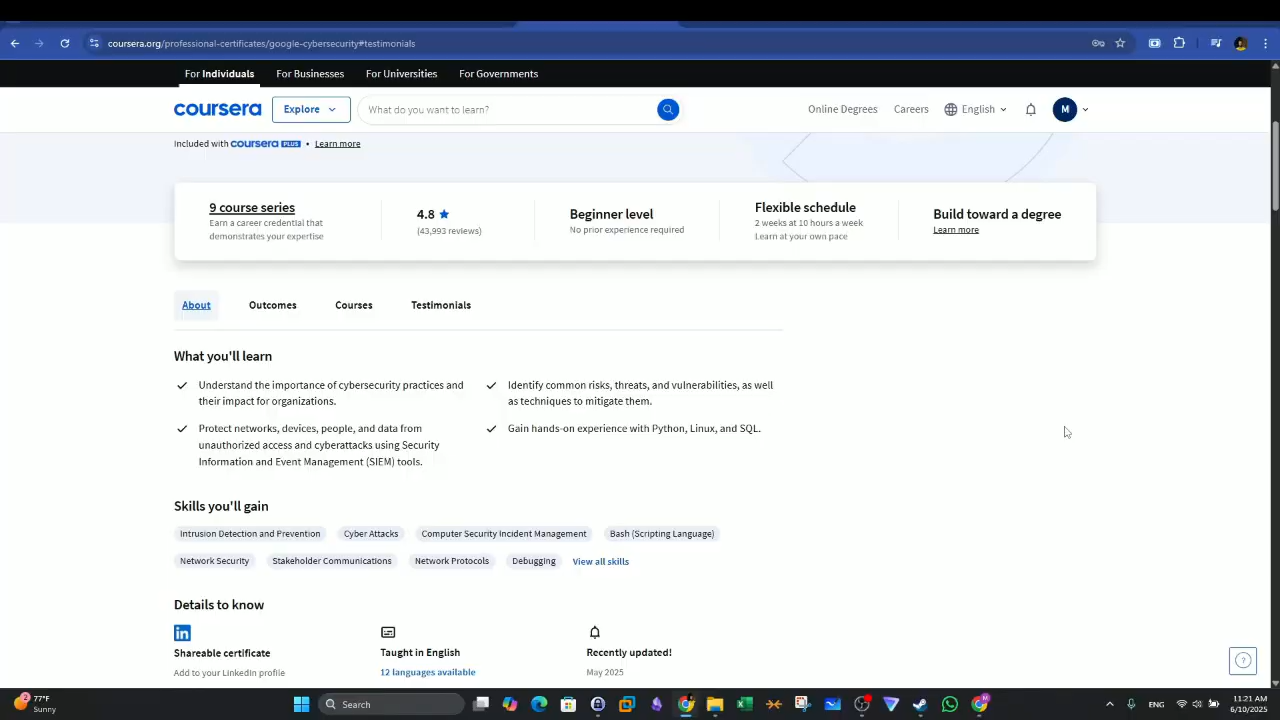 coursera.org/professional-certificates/google-cybersecurity#testimonials
For Individuals
For Businesses
For Universities
For Governments
coursera
Explore
What do you want to learn?
Online Degrees
Careers
English
M
Included with coursera PLUS • Learn more
9 course series
Earn a career credential that
demonstrates your expertise
4.8
(43,993 reviews)
Beginner level
No prior experience required
Flexible schedule
2 weeks at 10 hours a week
Learn at your own pace
Build toward a degree
Learn more
About
Outcomes
Courses
Testimonials
What you'll learn
Understand the importance of cybersecurity practices and
their impact for organizations.
Identify common risks, threats, and vulnerabilities, as well
as techniques to mitigate them.
Protect networks, devices, people, and data from
unauthorized access and cyberattacks using Security
Information and Event Management (SIEM) tools.
Gain hands-on experience with Python, Linux, and SQL.
Skills you'll gain
Intrusion Detection and Prevention
Cyber Attacks
Computer Security Incident Management
Bash (Scripting Language)
Network Security
Stakeholder Communications
Network Protocols
Debugging
View all skills
Details to know
in
Shareable certificate
Add to your LinkedIn profile
Taught in English
12 languages available
Recently updated!
May 2025
?
2
77°F
Sunny
Search
11:21 AM
6/10/2025